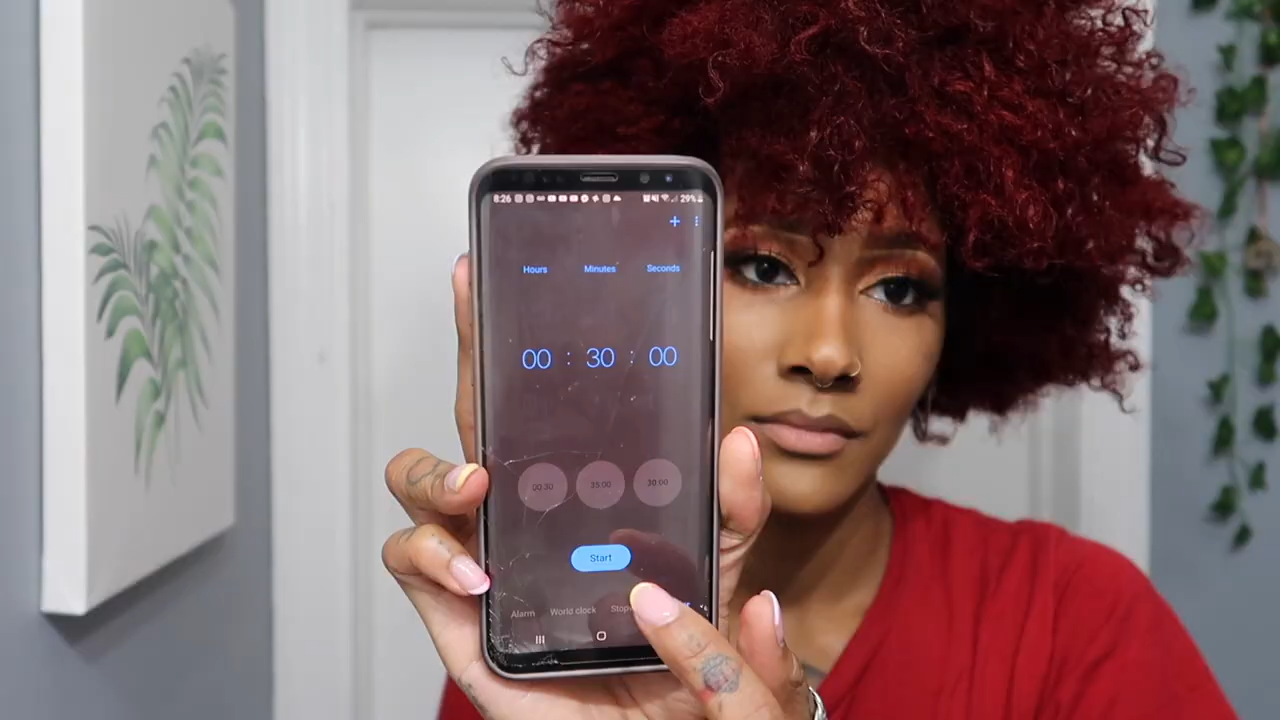 8:26 29%
Hours Minutes Seconds
00 : 30 : 00
00:30 35:00 30:00
Start
Alarm World clock